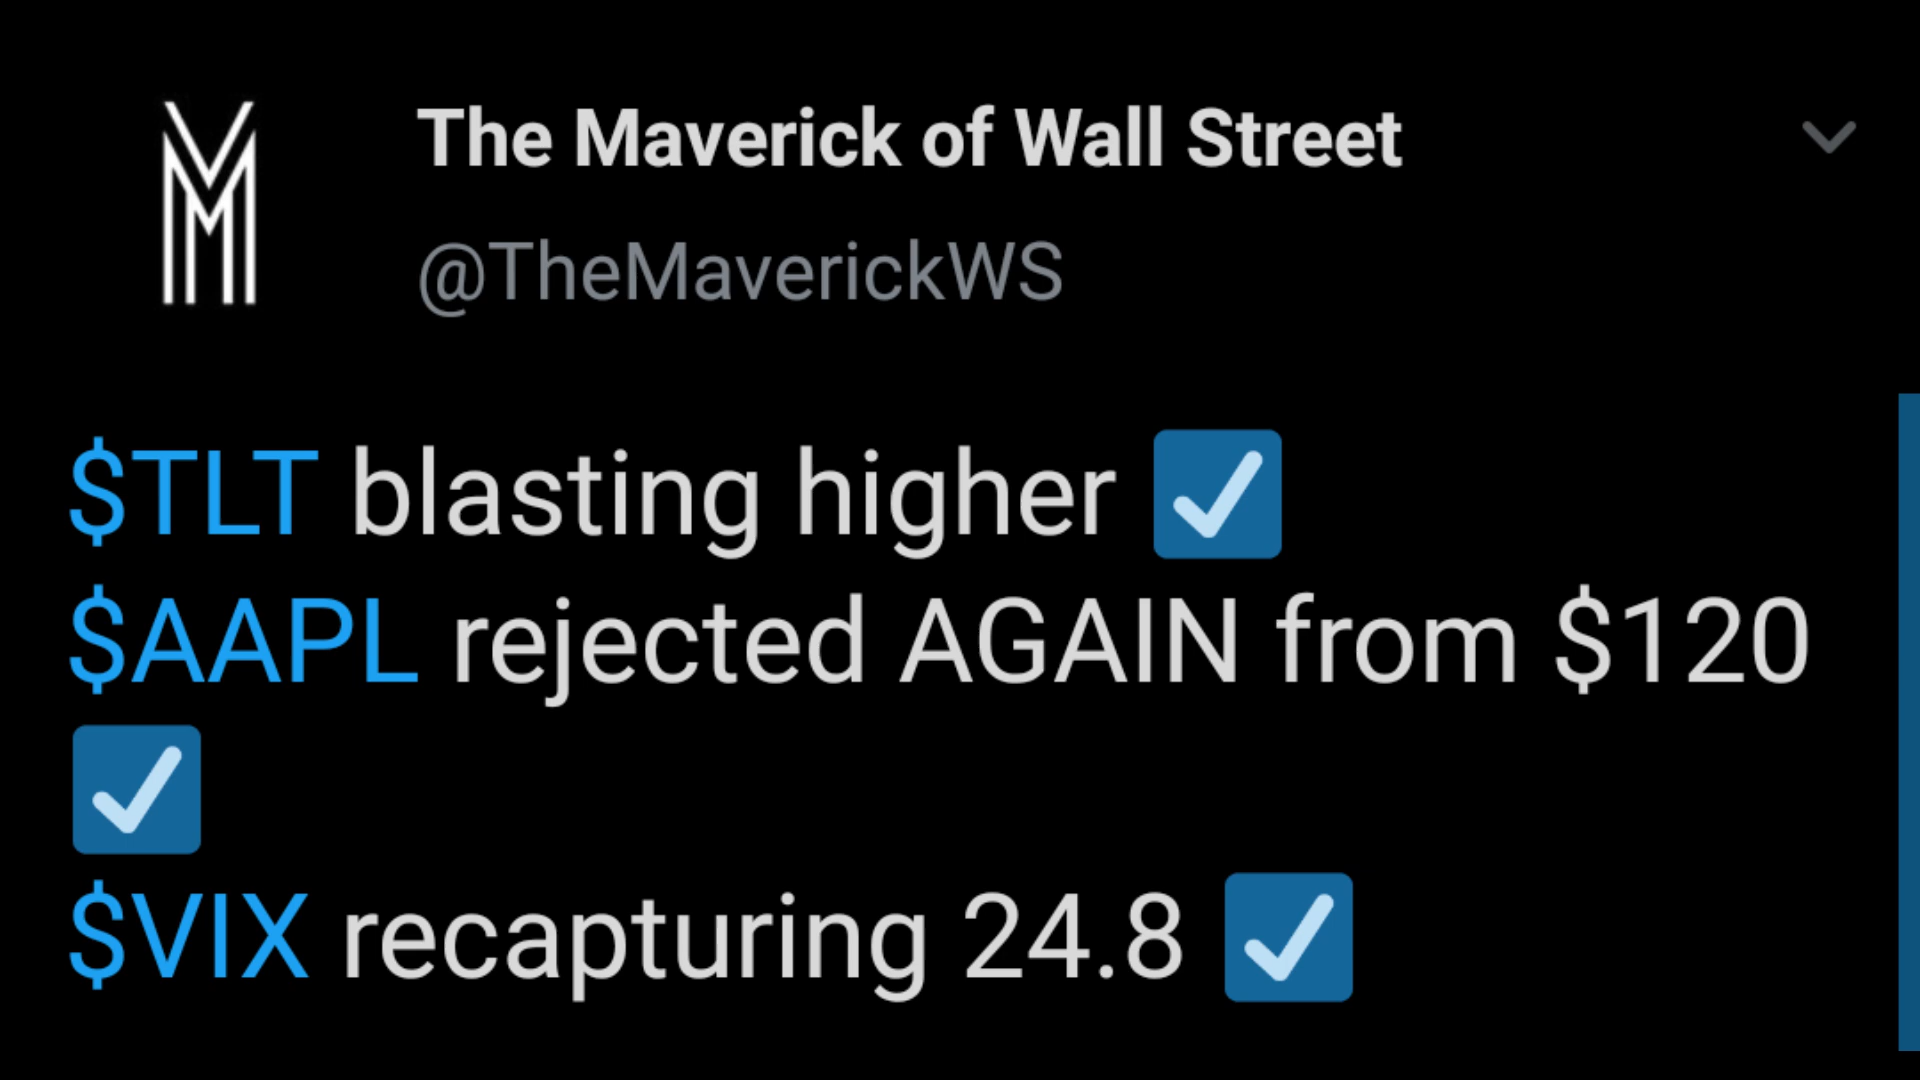 The Maverick of Wall Street
@TheMaverickWS
$TLT blasting higher ☑
$AAPL rejected AGAIN from $120
☑
$VIX recapturing 24.8 ☑